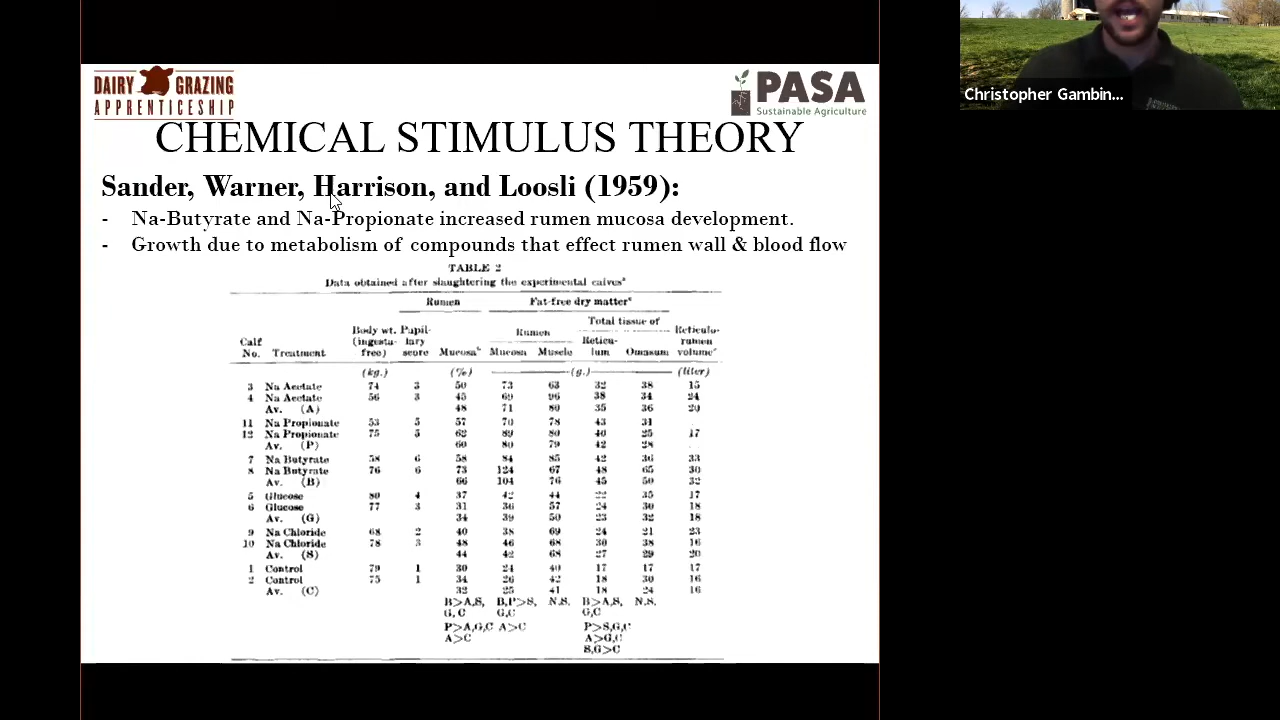 DAIRY GRAZING
APPRENTICESHIP
PASA
Sustainable Agriculture
Christopher Gambin...
CHEMICAL STIMULUS THEORY
Sander, Warner, Harrison, and Loosli (1959):
- Na-Butyrate and Na-Propionate increased rumen mucosa development.
- Growth due to metabolism of compounds that effect rumen wall & blood flow
TABLE 2
Data obtained after slaughtering the experimental calves
Rumen Fat-free dry matter
Total tissue of
Body wt. Papil- Rumen Reticulo-
Calf (ingesta- lary Reticu- rumen
No. Treatment free) score Mucosa Mucosa Muscle lum Omasum volume
(kg.) (%) (g.) (liter)
3 Na Acetate 74 3 50 73 63 32 38 15
4 Na Acetate 56 3 45 69 96 38 34 24
Av. (A) 48 71 80 35 36 20
11 Na Propionate 53 5 57 70 78 43 31
12 Na Propionate 75 5 62 89 80 40 25 17
Av. (P) 60 80 79 42 28
7 Na Butyrate 58 6 58 84 85 42 36 33
8 Na Butyrate 76 6 73 124 67 48 65 30
Av. (B) 66 104 76 45 50 32
5 Glucose 80 4 37 42 44 22 35 17
6 Glucose 77 3 31 36 57 24 30 18
Av. (G) 34 39 50 23 32 18
9 Na Chloride 68 2 40 38 69 24 21 23
10 Na Chloride 78 3 48 46 68 30 38 16
Av. (S) 44 42 68 27 29 20
1 Control 79 1 30 24 40 17 17 17
2 Control 75 1 34 26 42 18 30 16
Av. (C) 32 25 41 18 24 16
B>A,S, B,P>S, N.S. B>A,S, N.S.
G,C G,C G,C
P>A,G,C A>C P>S,G,C
A>C A>G,C
S,G>C